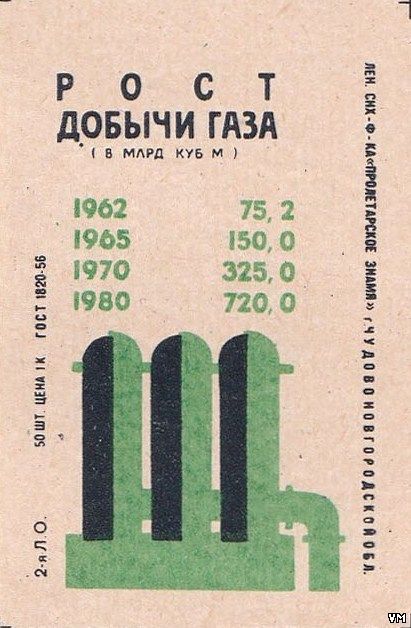 РОСТ
ДОБЫЧИ ГАЗА
( В МЛРД КУБ М )
1962 75,2
1965 150,0
1970 325,0
1980 720,0
50 ШТ. ЦЕНА 1 К ГОСТ 1820-56
2-я Л.О.
ЛЕН. СНХ-Ф-КА «ПРОЛЕТАРСКОЕ ЗНАМЯ» г. ЧУДОВО НОВГОРОДСКОЙ ОБЛ.
VM